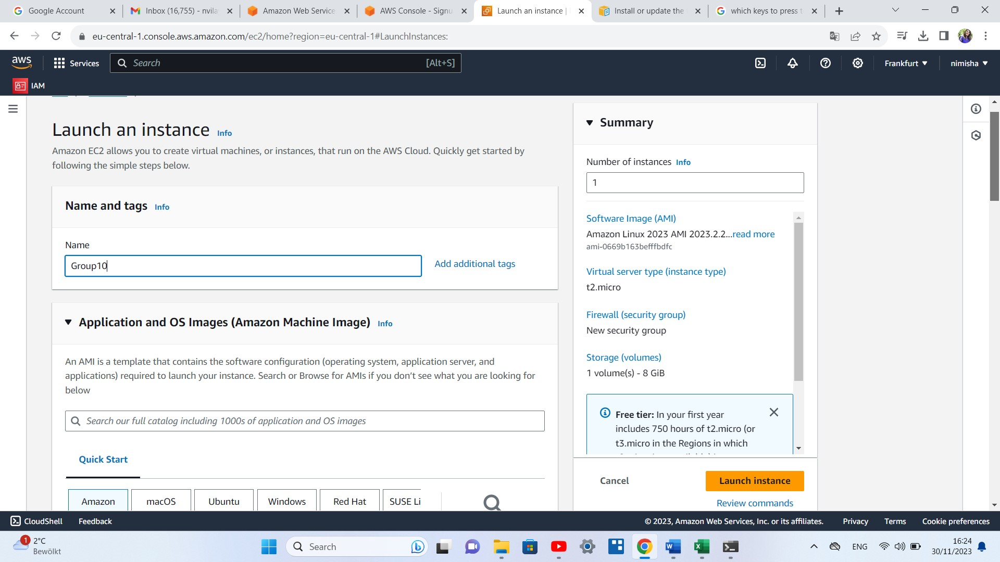 Google Account
Inbox (16,755) - nvila
Amazon Web Service
AWS Console - Signu
Launch an instance |
Install or update the
which keys to press t
eu-central-1.console.aws.amazon.com/ec2/home?region=eu-central-1#LaunchInstances:
aws
Services
Search
[Alt+S]
Frankfurt
nimisha
IAM
Launch an instance Info
Amazon EC2 allows you to create virtual machines, or instances, that run on the AWS Cloud. Quickly get started by
following the simple steps below.
Name and tags Info
Name
Group10
Add additional tags
Application and OS Images (Amazon Machine Image) Info
An AMI is a template that contains the software configuration (operating system, application server, and
applications) required to launch your instance. Search or Browse for AMIs if you don’t see what you are looking for
below
Search our full catalog including 1000s of application and OS images
Quick Start
Amazon
macOS
Ubuntu
Windows
Red Hat
SUSE Li
Summary
Number of instances Info
1
Software Image (AMI)
Amazon Linux 2023 AMI 2023.2.2...read more
ami-0669b163befffbdfc
Virtual server type (instance type)
t2.micro
Firewall (security group)
New security group
Storage (volumes)
1 volume(s) - 8 GiB
Free tier: In your first year
includes 750 hours of t2.micro (or
t3.micro in the Regions in which
Cancel
Launch instance
Review commands
CloudShell
Feedback
© 2023, Amazon Web Services, Inc. or its affiliates.
Privacy
Terms
Cookie preferences
1
2°C
Bewölkt
Search
ENG
16:24
30/11/2023